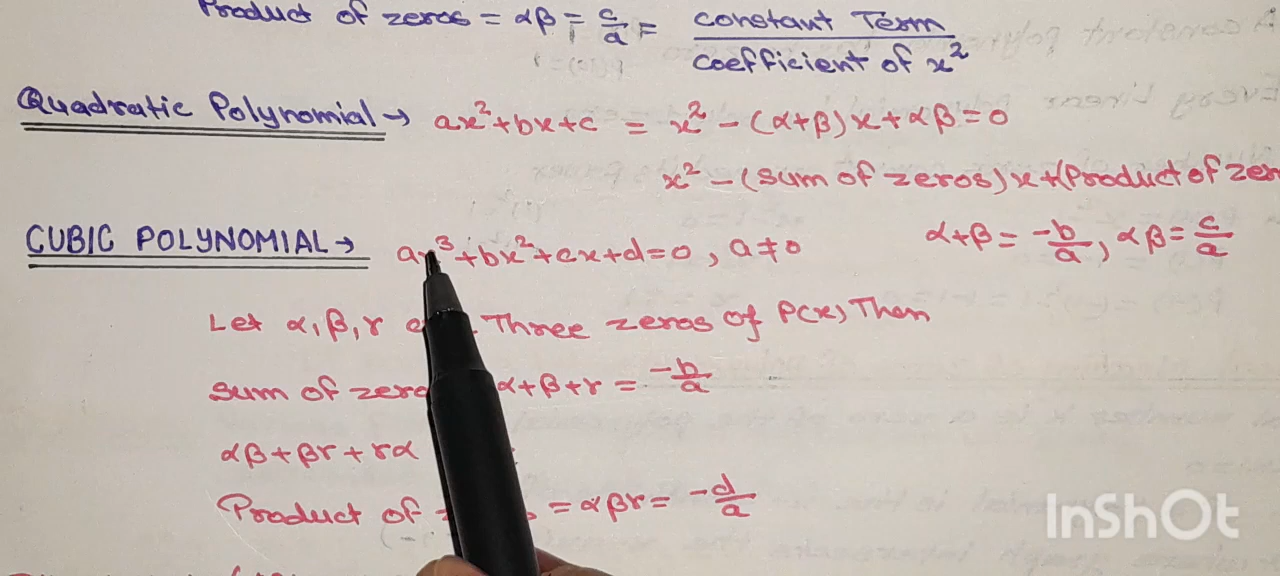 Product of zeros = αβ = c/a = constant Term / coefficient of x²
Quadratic Polynomial → ax²+bx+c = x² - (α+β)x + αβ = 0
x² - (sum of zeros)x + (Product of zer
CUBIC POLYNOMIAL → ax³+bx²+cx+d=0, a≠0
α+β = -b/a, αβ = c/a
Let α, β, r Three zeros of P(x) Then
Sum of zero α+β+r = -b/a
αβ + βr + rα
Product of = αβr = -d/a
InShOt